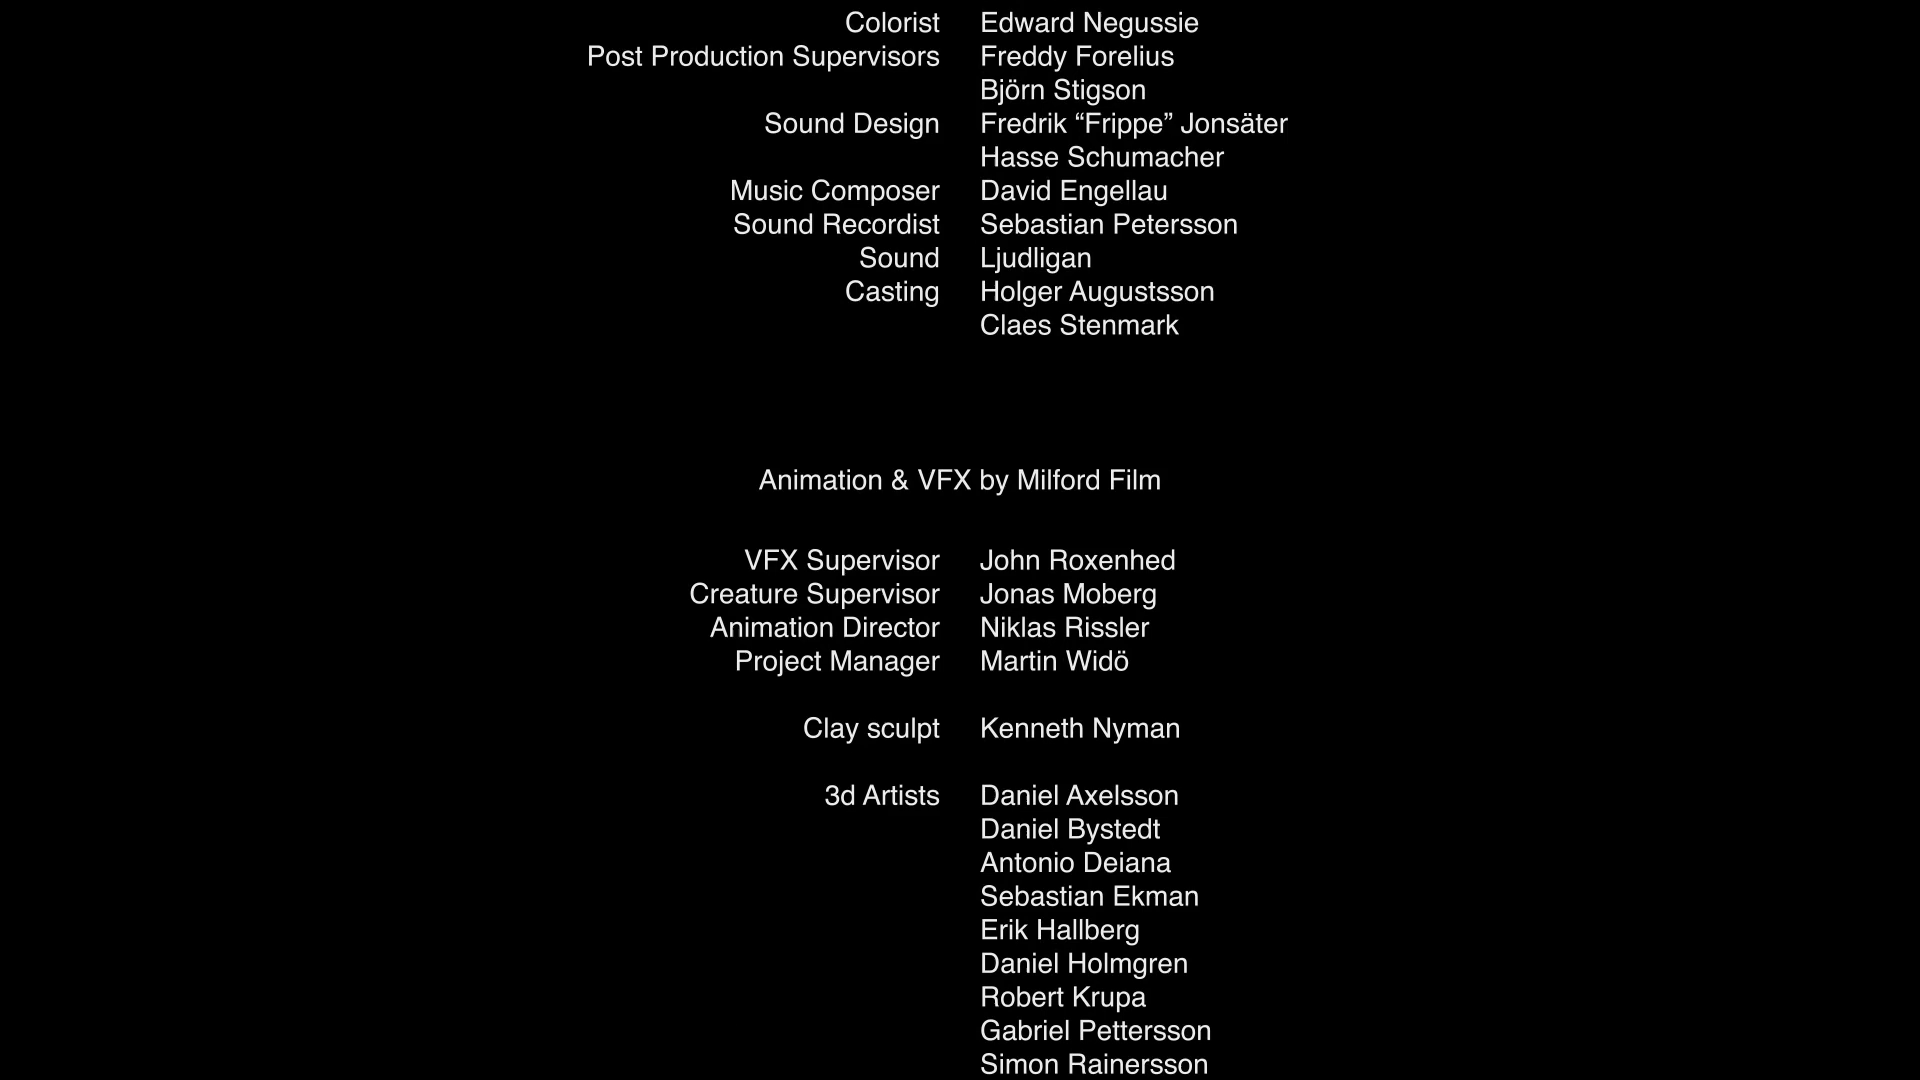 Colorist Edward Negussie
Post Production Supervisors Freddy Forelius
Björn Stigson
Sound Design Fredrik “Frippe” Jonsäter
Hasse Schumacher
Music Composer David Engellau
Sound Recordist Sebastian Petersson
Sound Ljudligan
Casting Holger Augustsson
Claes Stenmark
Animation & VFX by Milford Film
VFX Supervisor John Roxenhed
Creature Supervisor Jonas Moberg
Animation Director Niklas Rissler
Project Manager Martin Widö
Clay sculpt Kenneth Nyman
3d Artists Daniel Axelsson
Daniel Bystedt
Antonio Deiana
Sebastian Ekman
Erik Hallberg
Daniel Holmgren
Robert Krupa
Gabriel Pettersson
Simon Rainersson